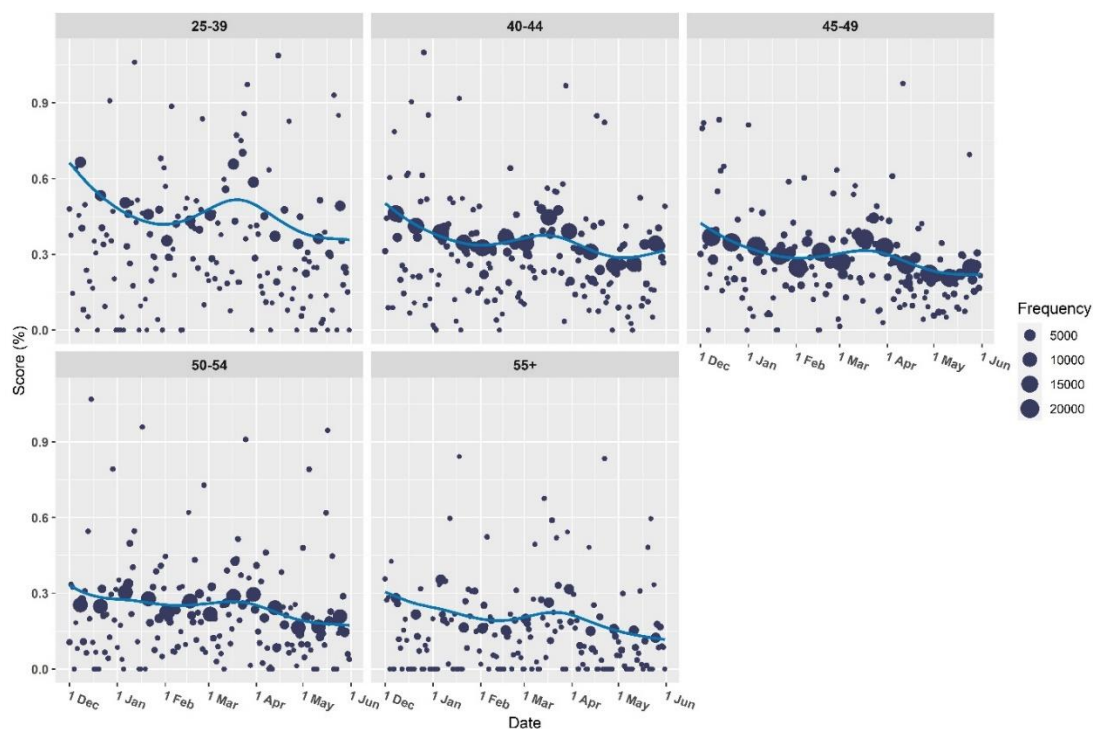 25-39
40-44
45-49
0.9
0.6
0.3
0.0
1 Dec
1 Jan
1 Feb
1 Mar
1 Apr
1 May
1 Jun
Frequency
5000
10000
15000
20000
Score (%)
50-54
55+
0.9
0.6
0.3
0.0
1 Dec
1 Jan
1 Feb
1 Mar
1 Apr
1 May
1 Jun
1 Dec
1 Jan
1 Feb
1 Mar
1 Apr
1 May
1 Jun
Date